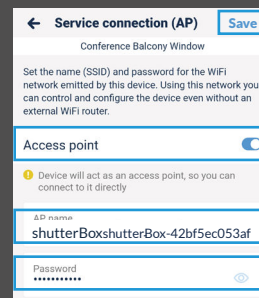 Service connection (AP) Save
Conference Balcony Window
Set the name (SSID) and password for the WiFi
network emitted by this device. Using this network you
can control and configure the device even without an
external WiFi router.
Access point
Device will act as an access point, so you can
connect to it directly
AP name
shutterBoxshutterBox-42bf5ec053af
Password
•••••••••••